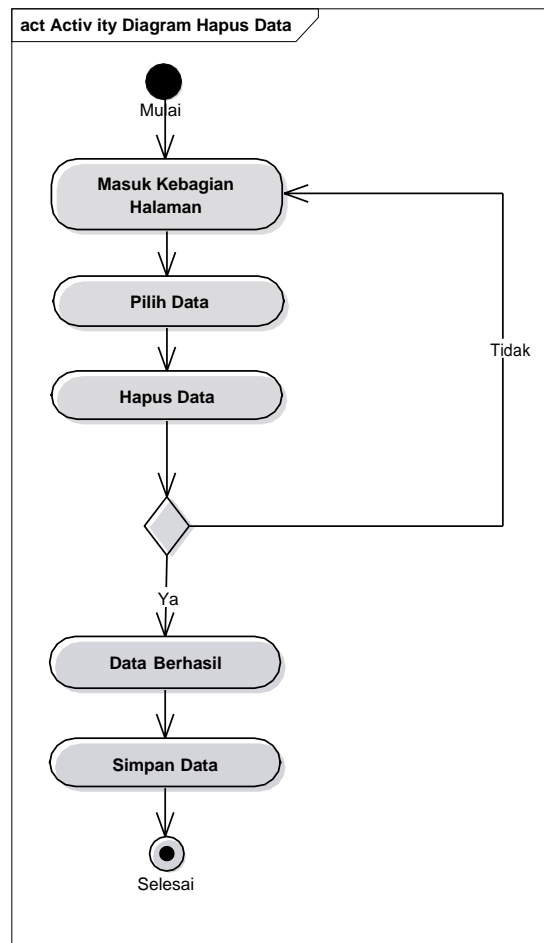 act Activ ity Diagram Hapus Data
Mulai
Masuk Kebagian
Halaman
Pilih Data
Tidak
Hapus Data
Ya
Data Berhasil
Simpan Data
Selesai